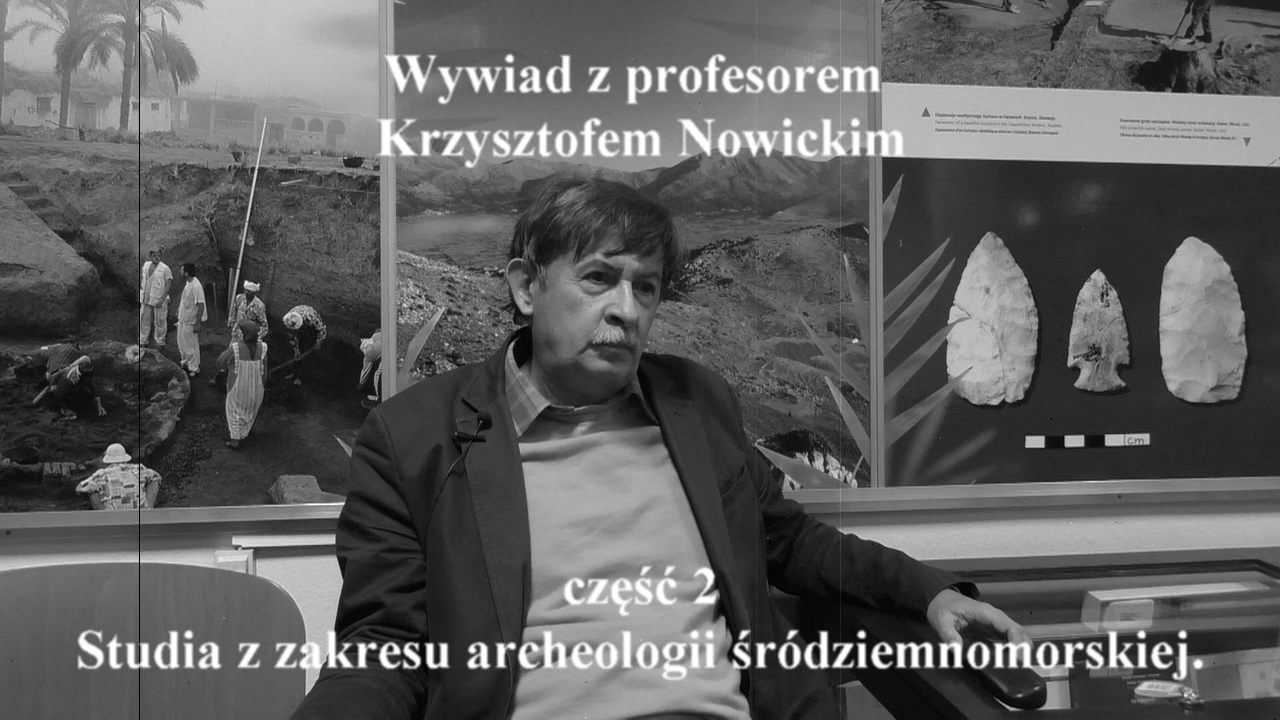 Wywiad z profesorem
Krzysztofem Nowickim
cm
część 2
Studia z zakresu archeologii śródziemnomorskiej.